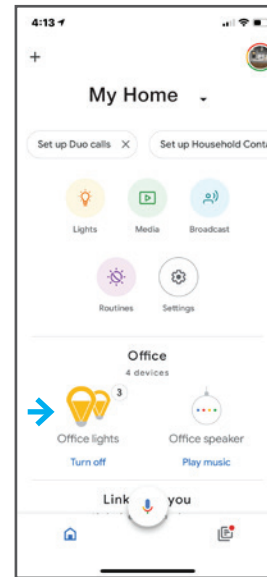 4:13
My Home
Set up Duo calls
Set up Household Conta
Lights
Media
Broadcast
Routines
Settings
Office
4 devices
3
Office lights
Office speaker
Turn off
Play music
Link
you